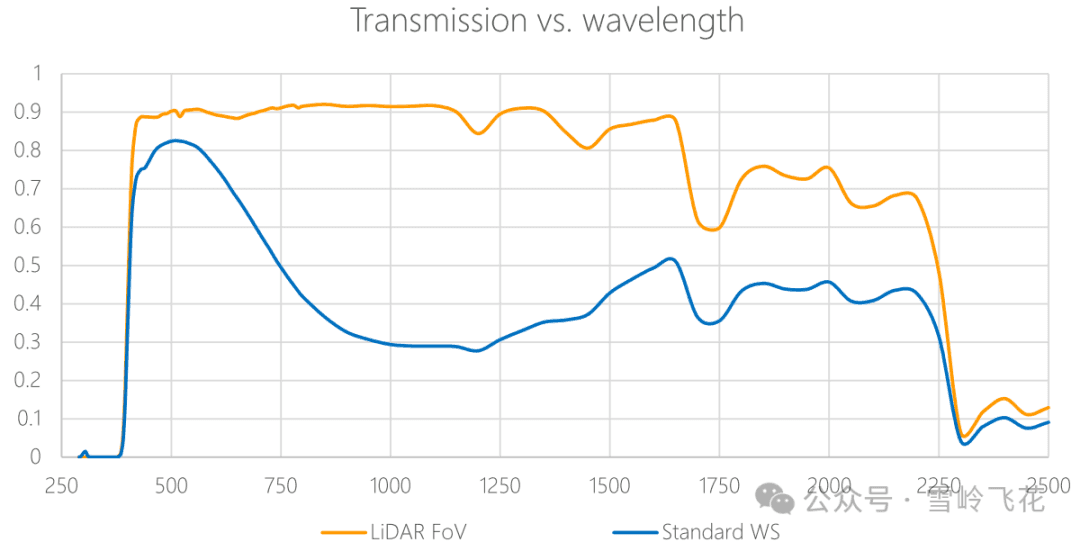 Transmission vs. wavelength
1
0.9
0.8
0.7
0.6
0.5
0.4
0.3
0.2
0.1
0
250 500 750 1000 1250 1500 1750 2000 2250 2500
公众号 · 雪岭飞花
LiDAR FoV Standard WS